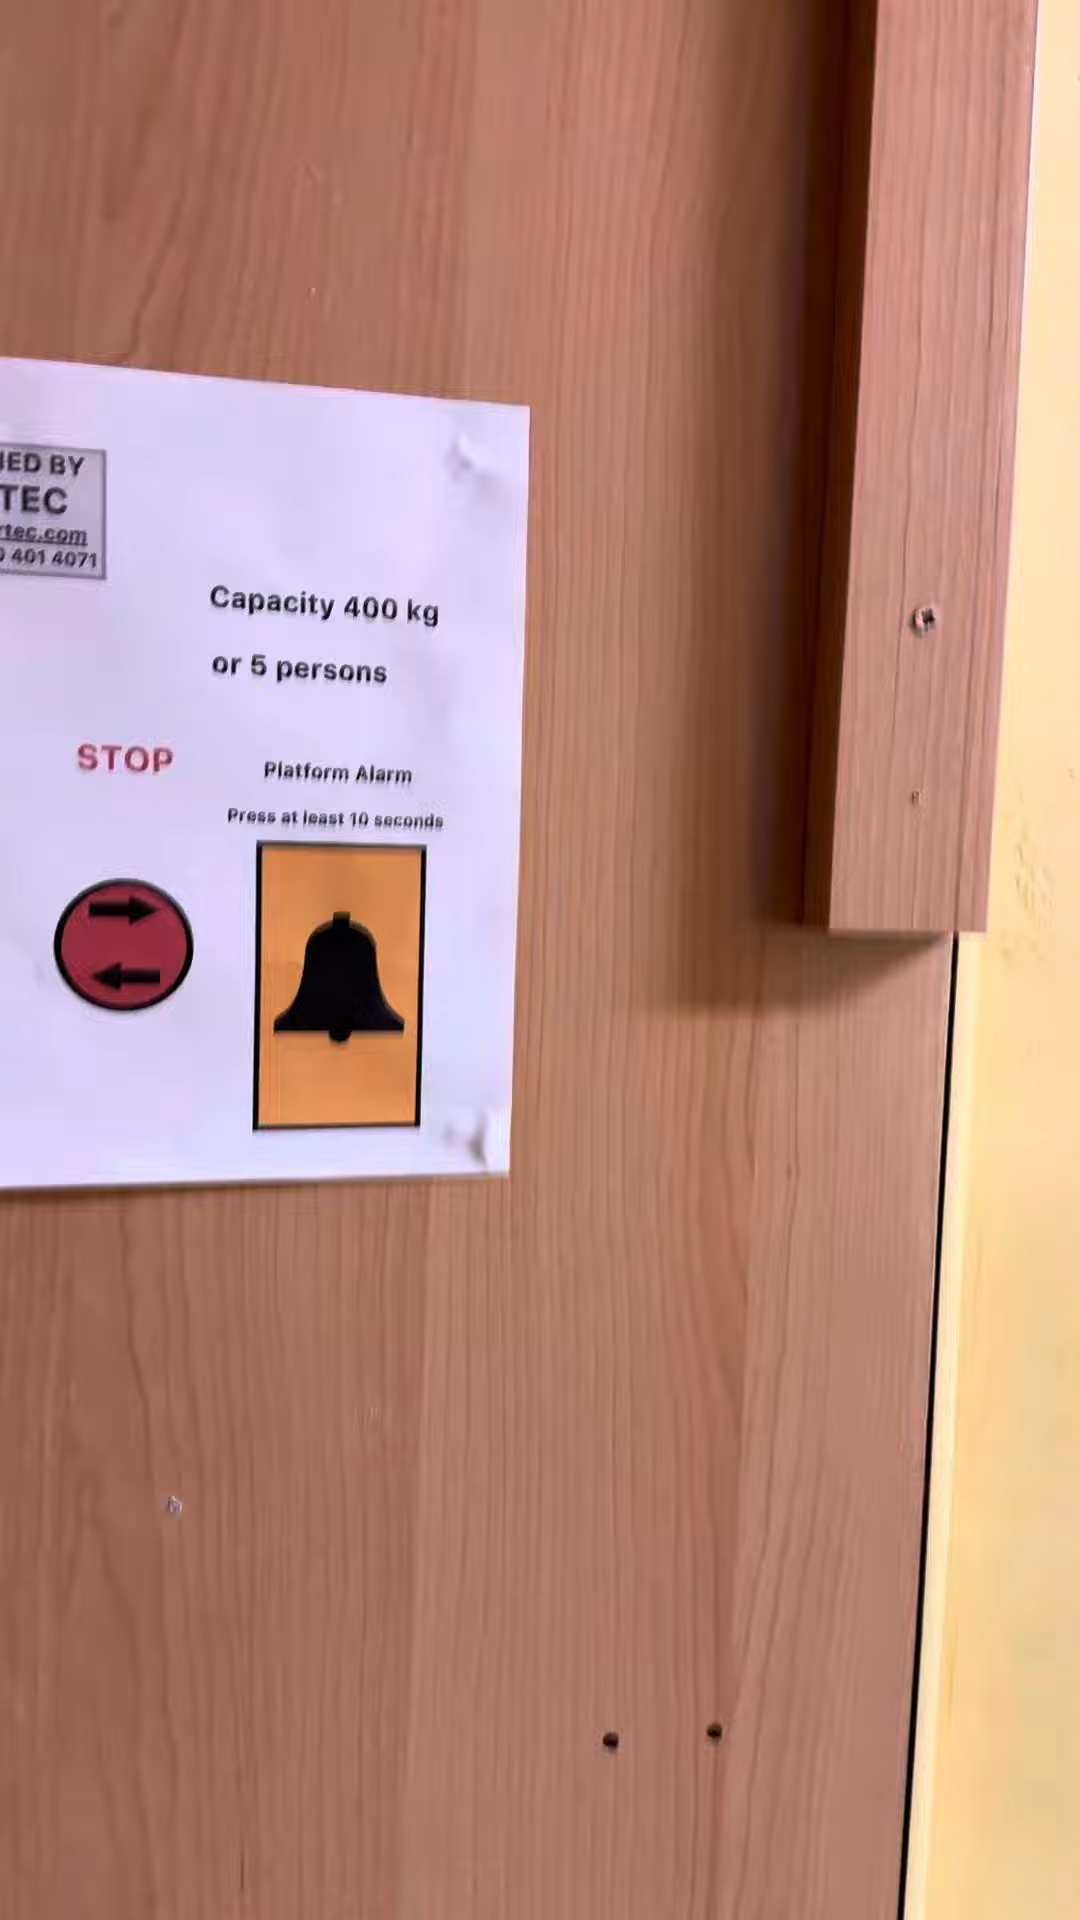 IED BY
TEC
rtec.com
0 401 4071
Capacity 400 kg
or 5 persons
STOP
Platform Alarm
Press at least 10 seconds